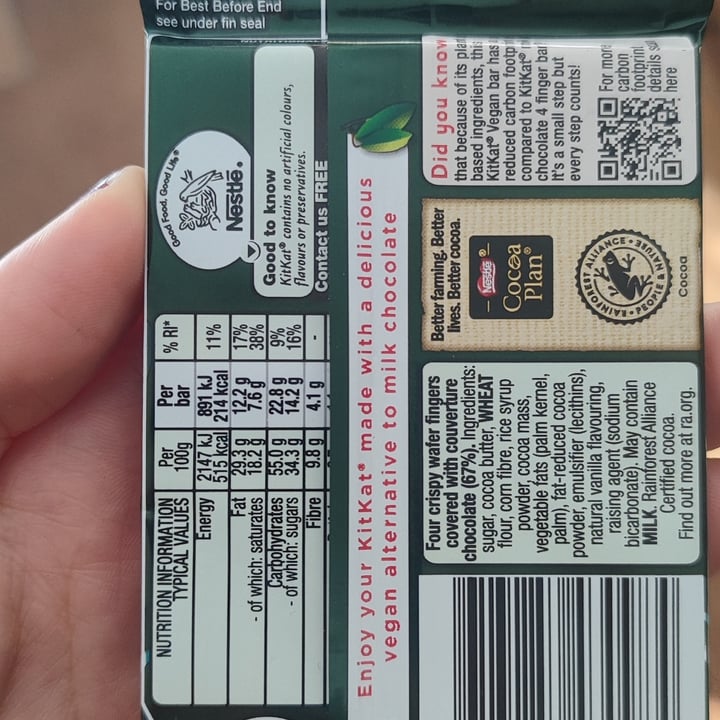 For Best Before End
see under fin seal
Good Food, Good Life®
Nestlé®
Good to know
KitKat® contains no artificial colours,
flavours or preservatives.
Contact us FREE
NUTRITION INFORMATION
TYPICAL VALUES
Per 100g
Per bar
% RI*
Energy 2147 kJ 891 kJ
515 kcal 214 kcal 11%
Fat 29.3 g 12.2 g 17%
- of which: saturates 18.2 g 7.6 g 38%
Carbohydrates 55.0 g 22.8 g 9%
- of which: sugars 34.3 g 14.2 g 16%
Fibre 9.8 g 4.1 g -
Enjoy your KitKat® made with a delicious
vegan alternative to milk chocolate
Did you know
that because of its plan
based ingredients, this
KitKat® Vegan bar has
reduced carbon footpr
compared to KitKat®
chocolate 4 finger bar
It's a small step but
every step counts!
For more
carbon
footprint
details
here
Better farming. Better
lives. Better cocoa.
Nestlé®
Cocoa
Plan®
RAINFOREST ALLIANCE
PEOPLE & NATURE
Cocoa
Four crispy wafer fingers
covered with couverture
chocolate (67%). Ingredients:
sugar, cocoa butter, WHEAT
flour, corn fibre, rice syrup
powder, cocoa mass,
vegetable fats (palm kernel,
palm), fat-reduced cocoa
powder, emulsifier (lecithins),
natural vanilla flavouring,
raising agent (sodium
bicarbonate). May contain
MILK. Rainforest Alliance
Certified cocoa.
Find out more at ra.org.